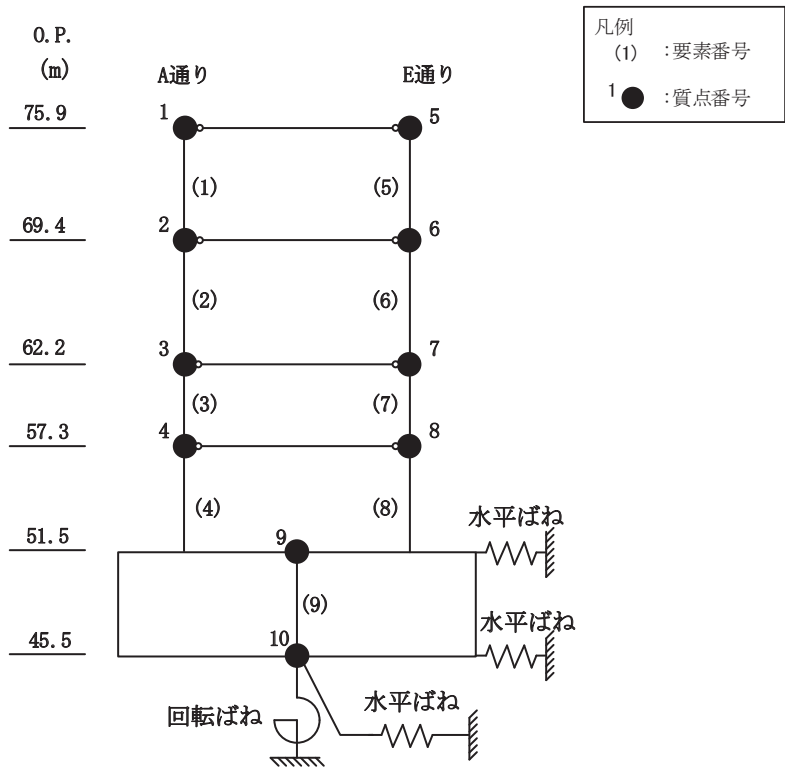 O.P.
(m)
A通り
E通り
凡例
(1) :要素番号
1 :質点番号
75.9
1
5
(1)
(5)
69.4
2
6
(2)
(6)
62.2
3
7
(3)
(7)
57.3
4
8
(4)
(8)
水平ばね
51.5
9
(9)
水平ばね
45.5
10
回転ばね
水平ばね